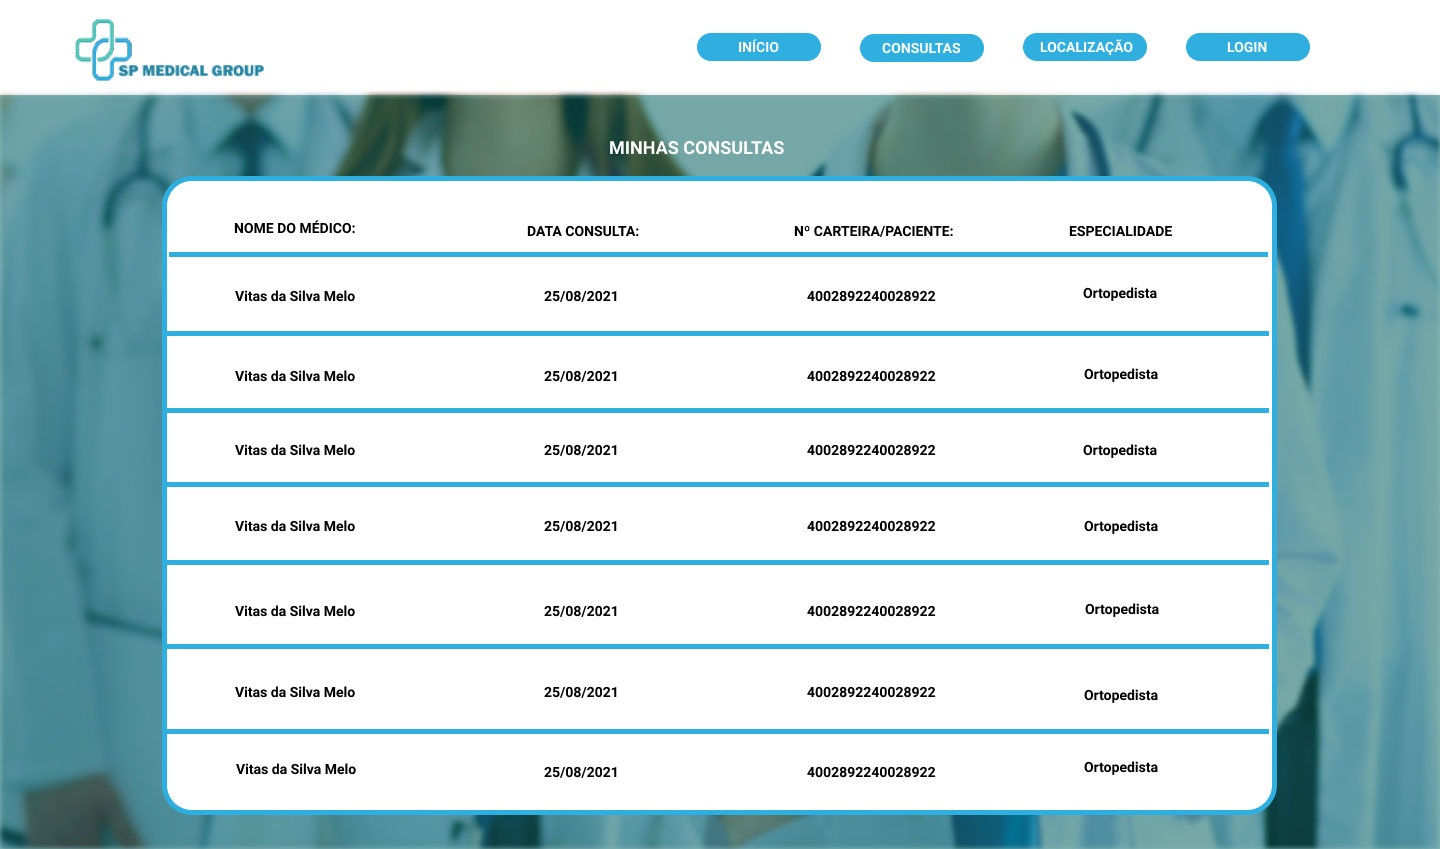 SP MEDICAL GROUP
INÍCIO CONSULTAS LOCALIZAÇÃO LOGIN
MINHAS CONSULTAS
NOME DO MÉDICO: DATA CONSULTA: Nº CARTEIRA/PACIENTE: ESPECIALIDADE
Vitas da Silva Melo 25/08/2021 4002892240028922 Ortopedista
Vitas da Silva Melo 25/08/2021 4002892240028922 Ortopedista
Vitas da Silva Melo 25/08/2021 4002892240028922 Ortopedista
Vitas da Silva Melo 25/08/2021 4002892240028922 Ortopedista
Vitas da Silva Melo 25/08/2021 4002892240028922 Ortopedista
Vitas da Silva Melo 25/08/2021 4002892240028922 Ortopedista
Vitas da Silva Melo 25/08/2021 4002892240028922 Ortopedista